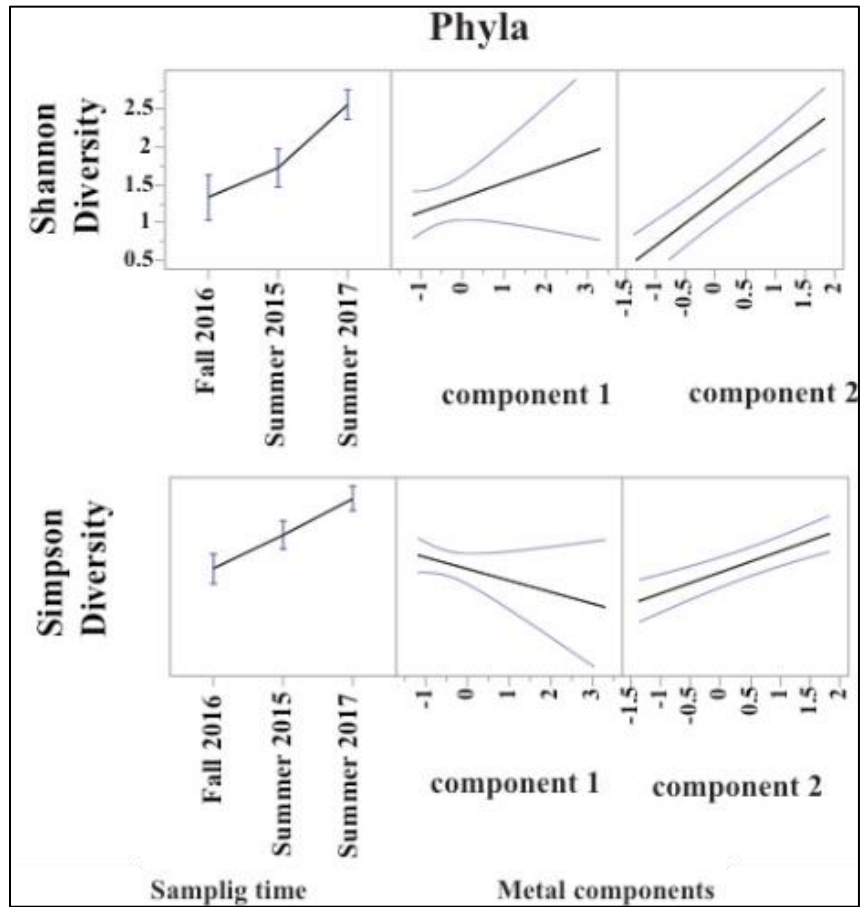 Phyla
Shannon
Diversity
2.5
2
1.5
1
0.5
Fall 2016
Summer 2015
Summer 2017
-1
0
1
2
3
component 1
-1.5
-1
-0.5
0
0.5
1
1.5
2
component 2
Simpson
Diversity
Fall 2016
Summer 2015
Summer 2017
-1
0
1
2
3
component 1
-1.5
-1
-0.5
0
0.5
1
1.5
2
component 2
Samplig time
Metal components